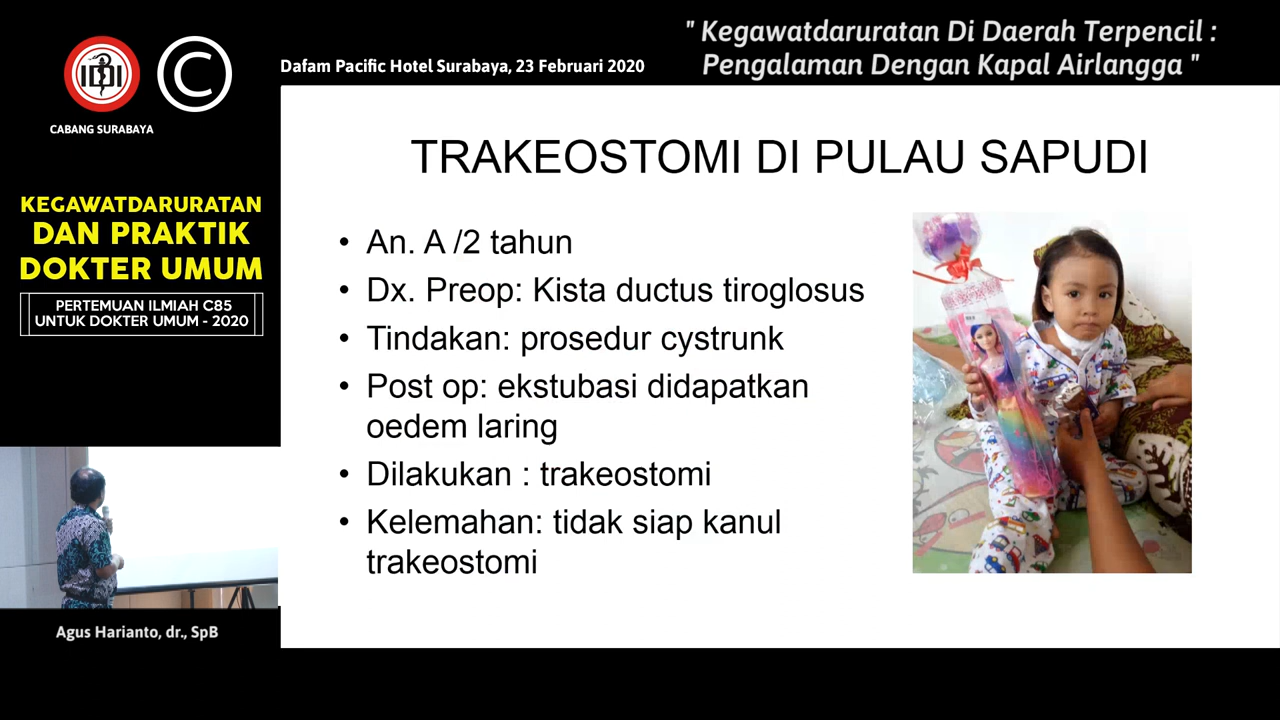 " Kegawatdaruratan Di Daerah Terpencil :
Pengalaman Dengan Kapal Airlangga "
Dafam Pacific Hotel Surabaya, 23 Februari 2020
IDI
C
CABANG SURABAYA
KEGAWATDARURATAN
DAN PRAKTIK
DOKTER UMUM
PERTEMUAN ILMIAH C85
UNTUK DOKTER UMUM - 2020
TRAKEOSTOMI DI PULAU SAPUDI
• An. A /2 tahun
• Dx. Preop: Kista ductus tiroglosus
• Tindakan: prosedur cystrunk
• Post op: ekstubasi didapatkan
oedem laring
• Dilakukan : trakeostomi
• Kelemahan: tidak siap kanul
trakeostomi
Agus Harianto, dr., SpB